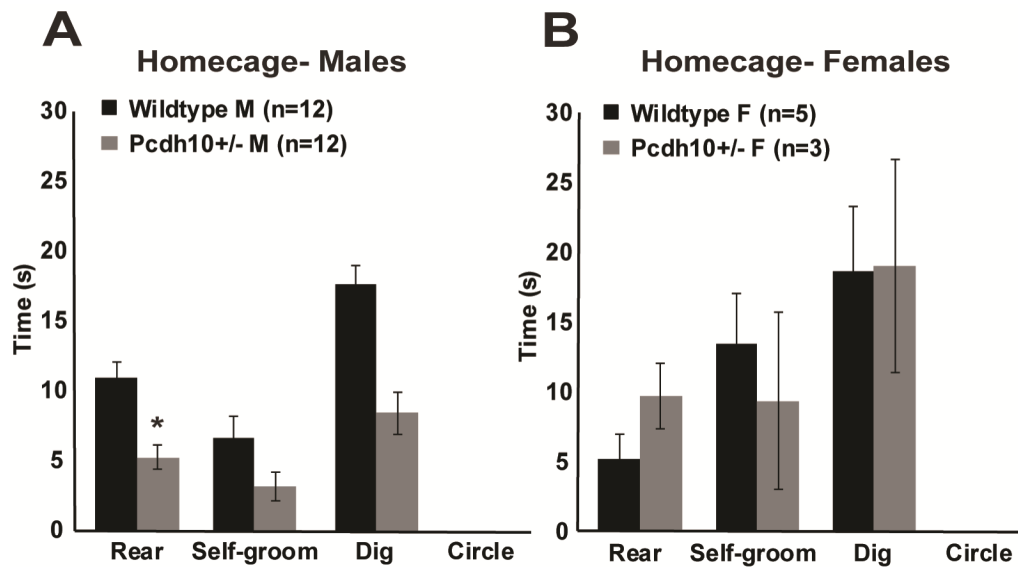 A
Homecage- Males
Wildtype M (n=12)
Pcdh10+/- M (n=12)
30
25
20
15
10
5
0
Time (s)
*
Rear Self-groom Dig Circle
B
Homecage- Females
Wildtype F (n=5)
Pcdh10+/- F (n=3)
30
25
20
15
10
5
0
Time (s)
Rear Self-groom Dig Circle